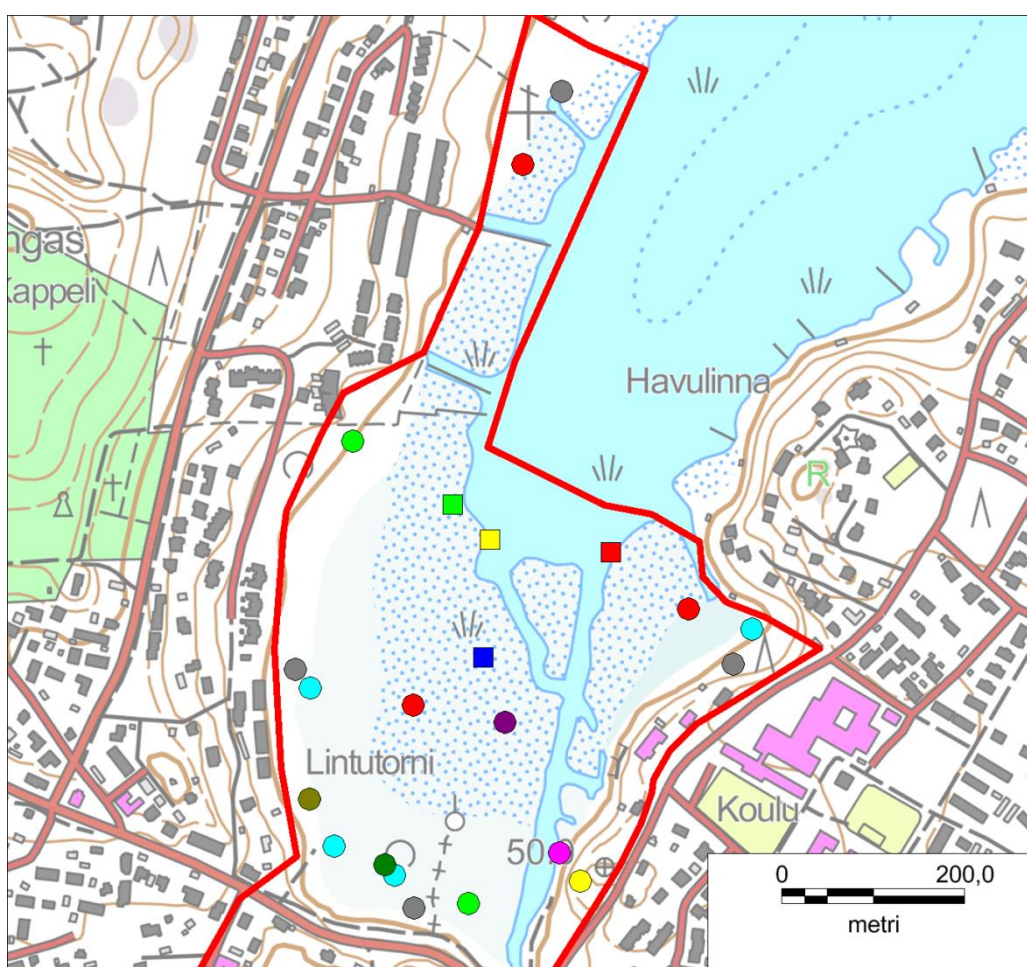 ngas
Kappeli
Havulinna
R
Lintutorni
Koulu
50.
0 200,0
metri